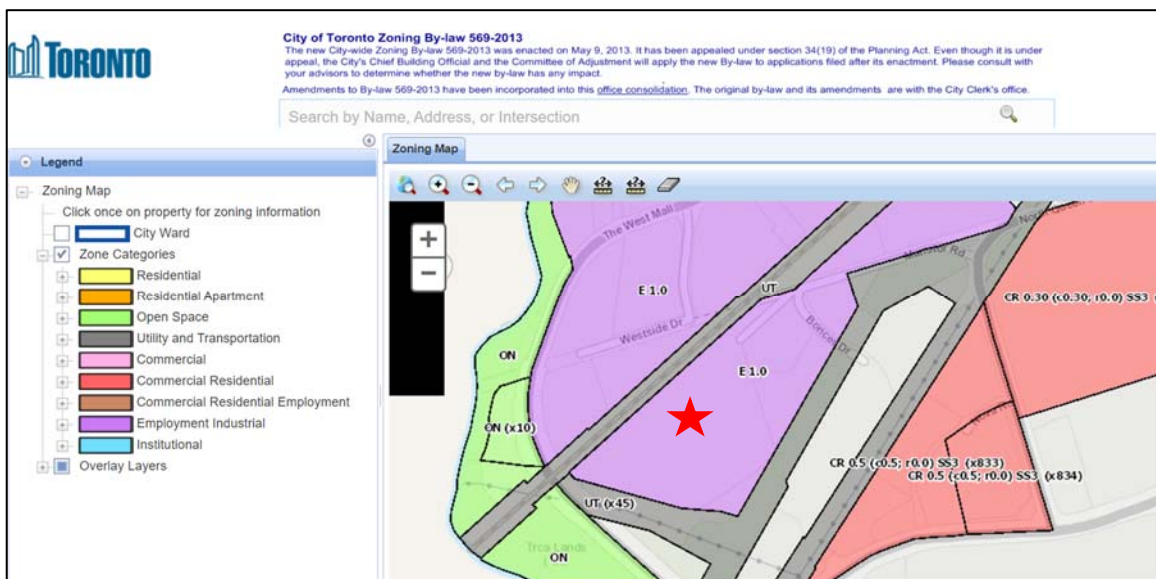 TORONTO
City of Toronto Zoning By-law 569-2013
The new City-wide Zoning By-law 569-2013 was enacted on May 9, 2013. It has been appealed under section 34(19) of the Planning Act. Even though it is under
appeal, the City's Chief Building Official and the Committee of Adjustment will apply the new By-law to applications filed after its enactment. Please consult with
your advisors to determine whether the new by-law has any impact.
Amendments to By-law 569-2013 have been incorporated into this office consolidation. The original by-law and its amendments are with the City Clerk's office.
Search by Name, Address, or Intersection
Legend
Zoning Map
Click once on property for zoning information
City Ward
Zone Categories
Residential
Residential Apartment
Open Space
Utility and Transportation
Commercial
Commercial Residential
Commercial Residential Employment
Employment Industrial
Institutional
Overlay Layers
Zoning Map
+
−
The West Mall
E 1.0
UT
Westside Dr
ON
E 1.0
ON (x10)
CR 0.30 (c0.30; r0.0) SS3
CR 0.5 (c0.5; r0.0) SS3 (x833)
CR 0.5 (c0.5; r0.0) SS3 (x834)
UT (x45)
Trca Lands
ON